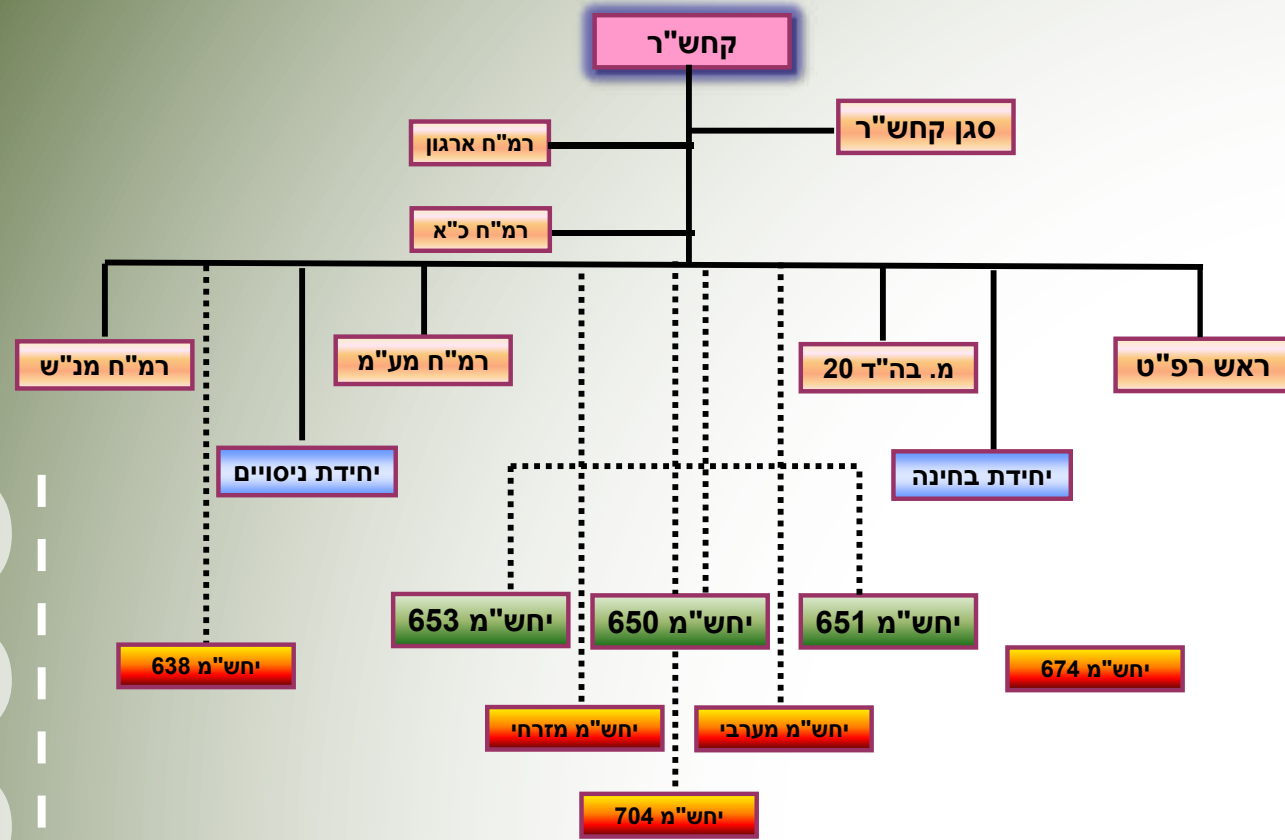 קחש"ר
סגן קחש"ר
רמ"ח ארגון
רמ"ח כ"א
ראש רפ"ט
מ. בה"ד 20
רמ"ח מע"מ
רמ"ח מנ"ש
יחידת בחינה
יחידת ניסויים
יחש"מ 651
יחש"מ 650
יחש"מ 653
יחש"מ 674
יחש"מ 638
יחש"מ מערבי
יחש"מ מזרחי
יחש"מ 704